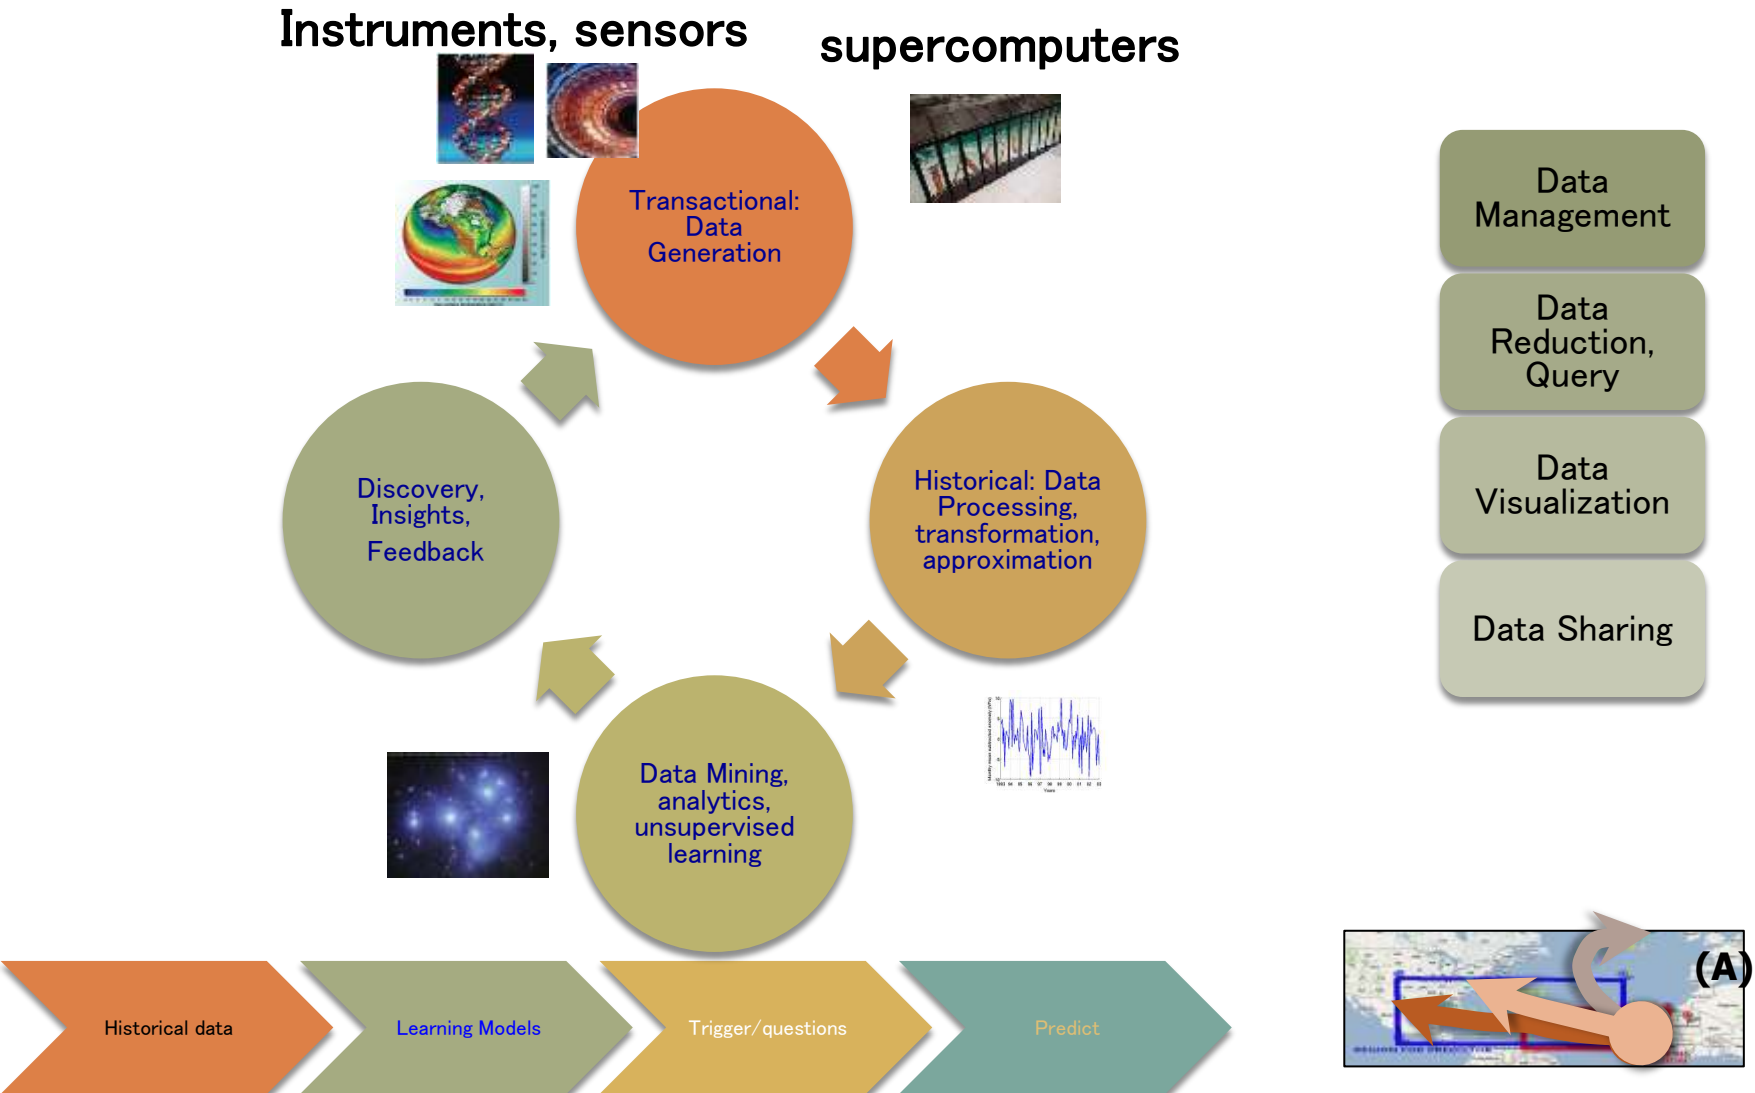 Instruments, sensors
supercomputers
Transactional:
Data
Generation
Historical: Data
Processing,
transformation,
approximation
Data Mining,
analytics,
unsupervised
learning
Discovery,
Insights,
Feedback
Data
Management
Data
Reduction,
Query
Data
Visualization
Data Sharing
Years
Historical data
Learning Models
Trigger/questions
Predict
(A)